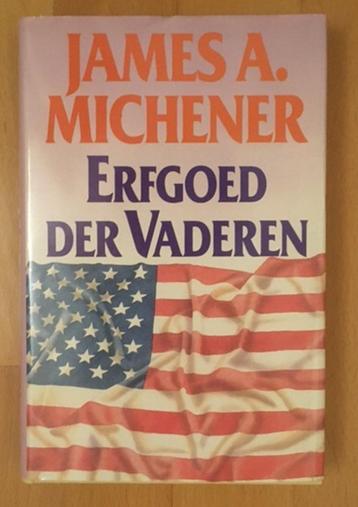 JAMES A.
MICHENER
ERFGOED
DER VADEREN